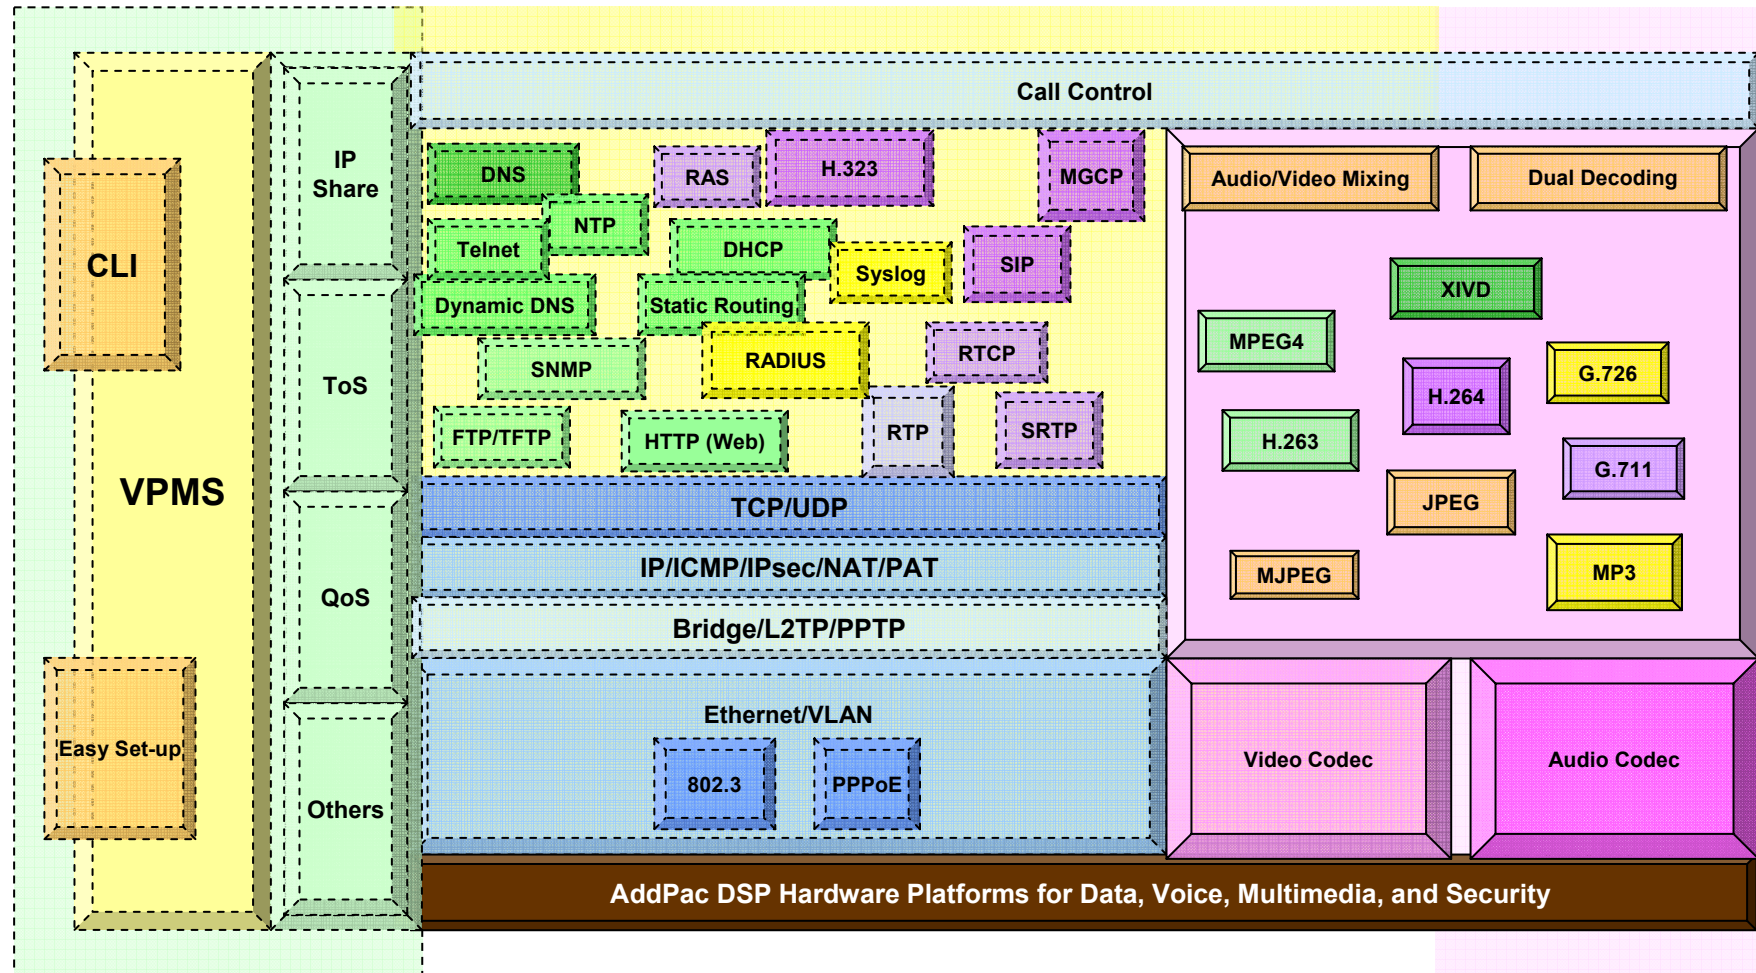 Call Control
IP
Share
DNS
RAS
H.323
MGCP
Audio/Video Mixing
Dual Decoding
CLI
Telnet
NTP
DHCP
Syslog
SIP
XIVD
Dynamic DNS
Static Routing
MPEG4
ToS
SNMP
RADIUS
RTCP
G.726
H.264
FTP/TFTP
HTTP (Web)
RTP
SRTP
H.263
G.711
VPMS
TCP/UDP
JPEG
IP/ICMP/IPsec/NAT/PAT
MJPEG
MP3
QoS
Bridge/L2TP/PPTP
Ethernet/VLAN
Easy Set-up
802.3
PPPoE
Video Codec
Audio Codec
Others
AddPac DSP Hardware Platforms for Data, Voice, Multimedia, and Security